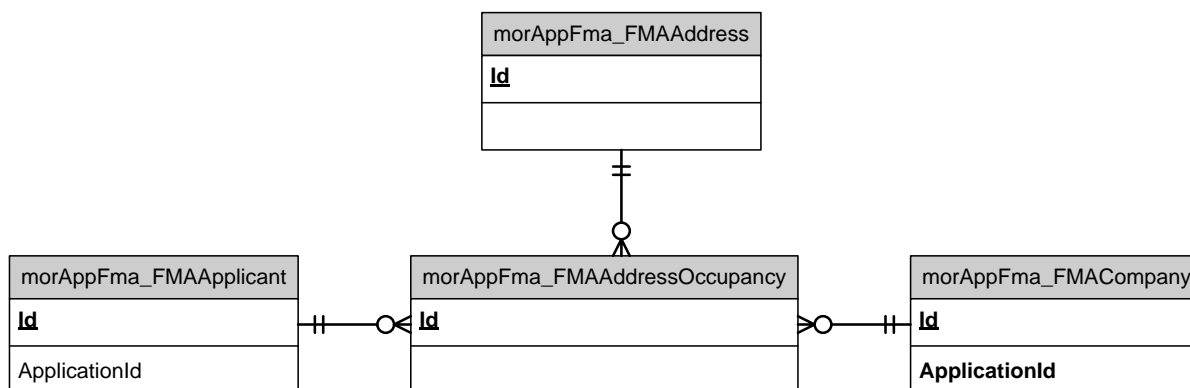 morAppFma_FMAAddress
Id
morAppFma_FMAApplicant
Id
ApplicationId
morAppFma_FMAAddressOccupancy
Id
morAppFma_FMACompany
Id
ApplicationId